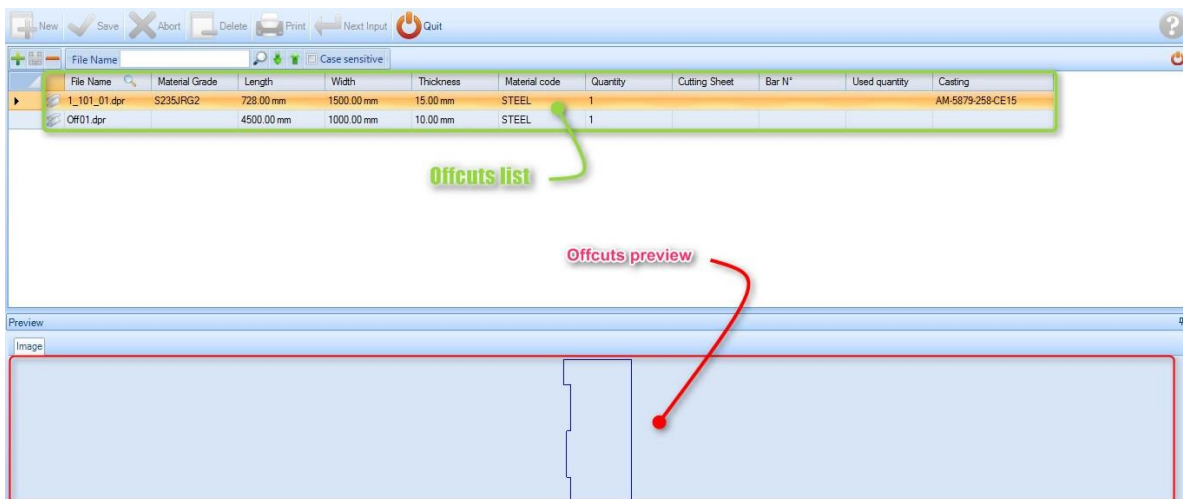 New Save Abort Delete Print Next Input Quit ?
File Name Case sensitive
File Name Material Grade Length Width Thickness Material code Quantity Cutting Sheet Bar N° Used quantity Casting
1_101_01.dpr S235JRG2 728.00 mm 1500.00 mm 15.00 mm STEEL 1 AM-5879-258-CE15
Off01.dpr 4500.00 mm 1000.00 mm 10.00 mm STEEL 1
Offcuts list
Offcuts preview
Preview
Image